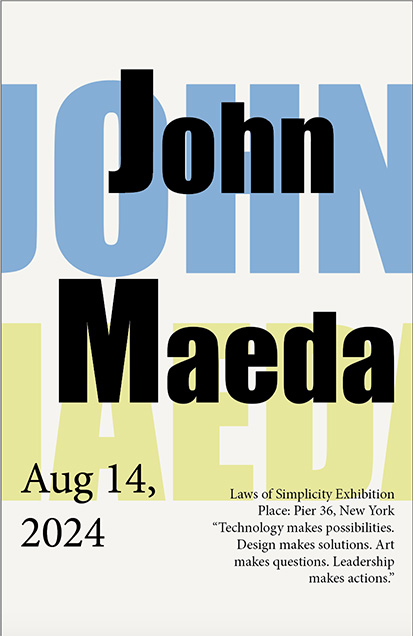 JOHN
John
Maeda
AEDA
Aug 14,
2024
Laws of Simplicity Exhibition
Place: Pier 36, New York
“Technology makes possibilities.
Design makes solutions. Art
makes questions. Leadership
makes actions.”